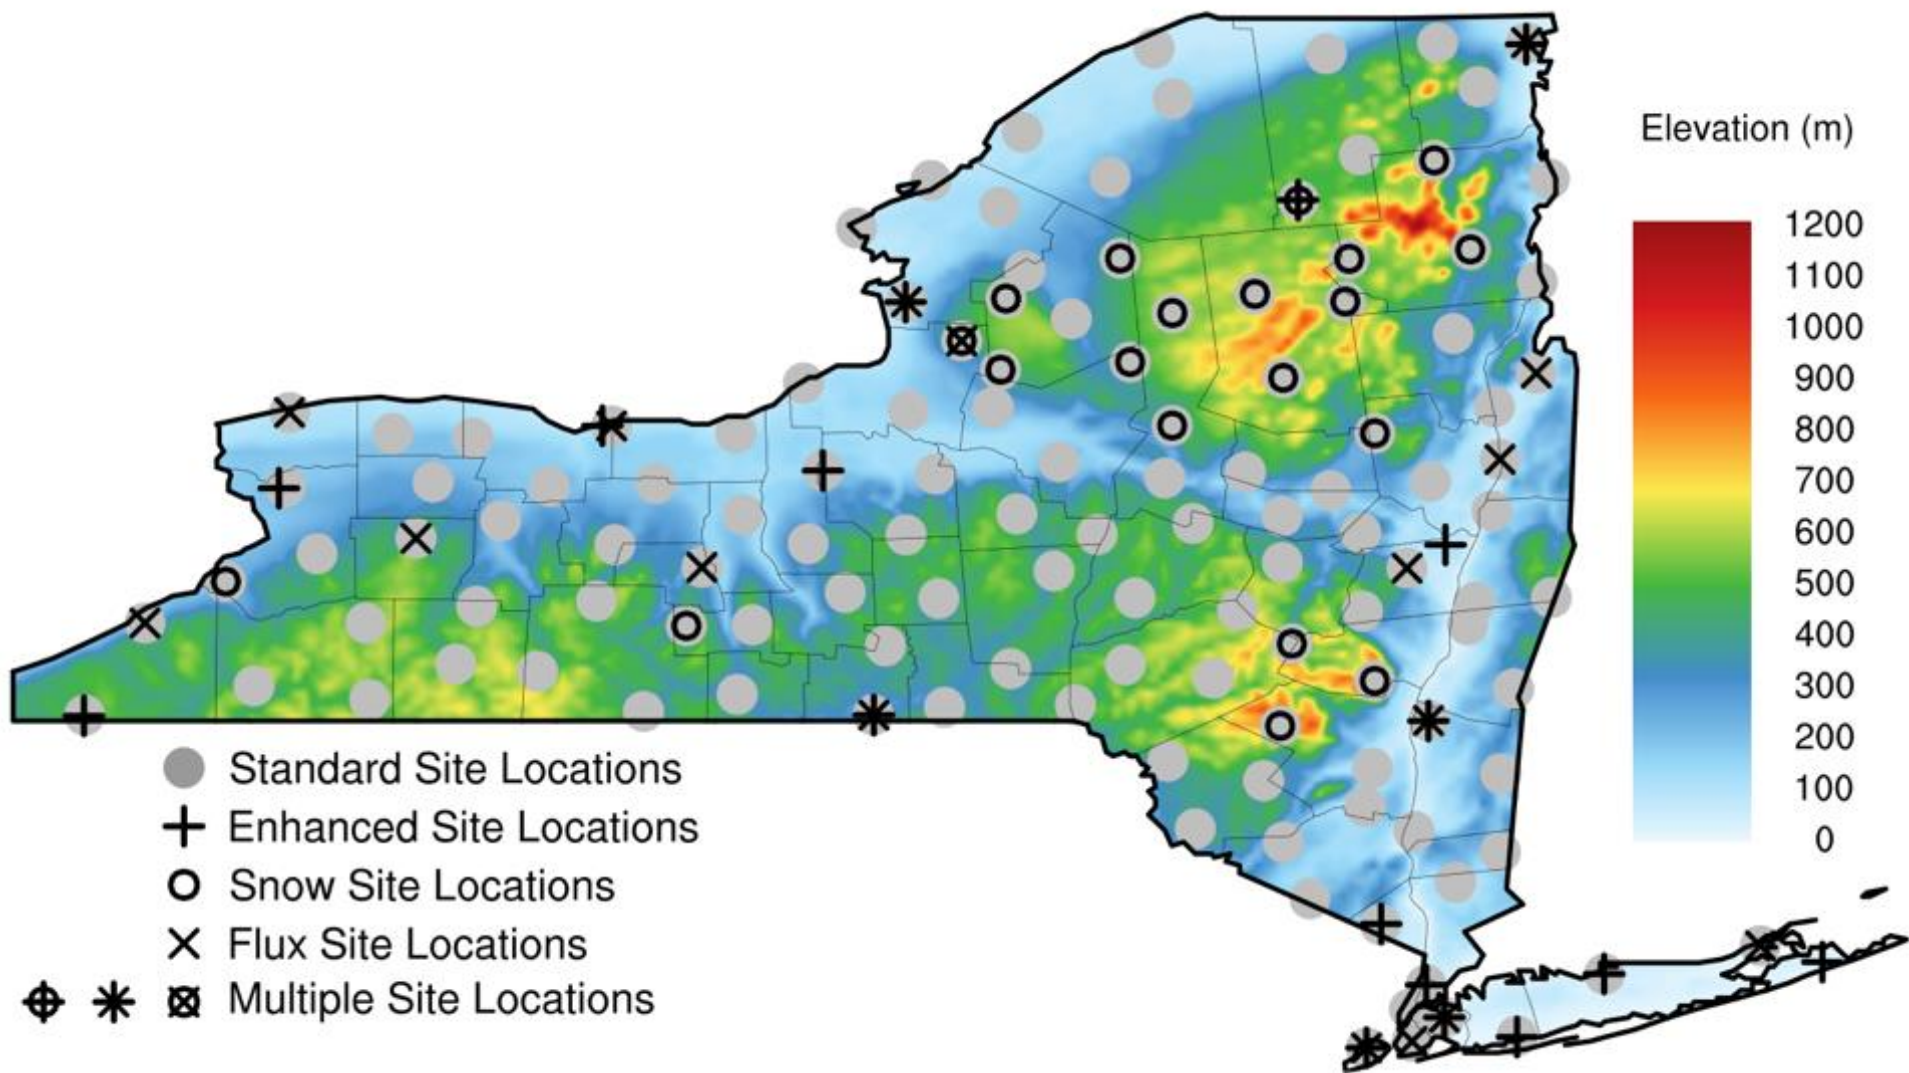 Elevation (m)
1200
1100
1000
900
800
700
600
500
400
300
200
100
0
Standard Site Locations
Enhanced Site Locations
Snow Site Locations
Flux Site Locations
Multiple Site Locations